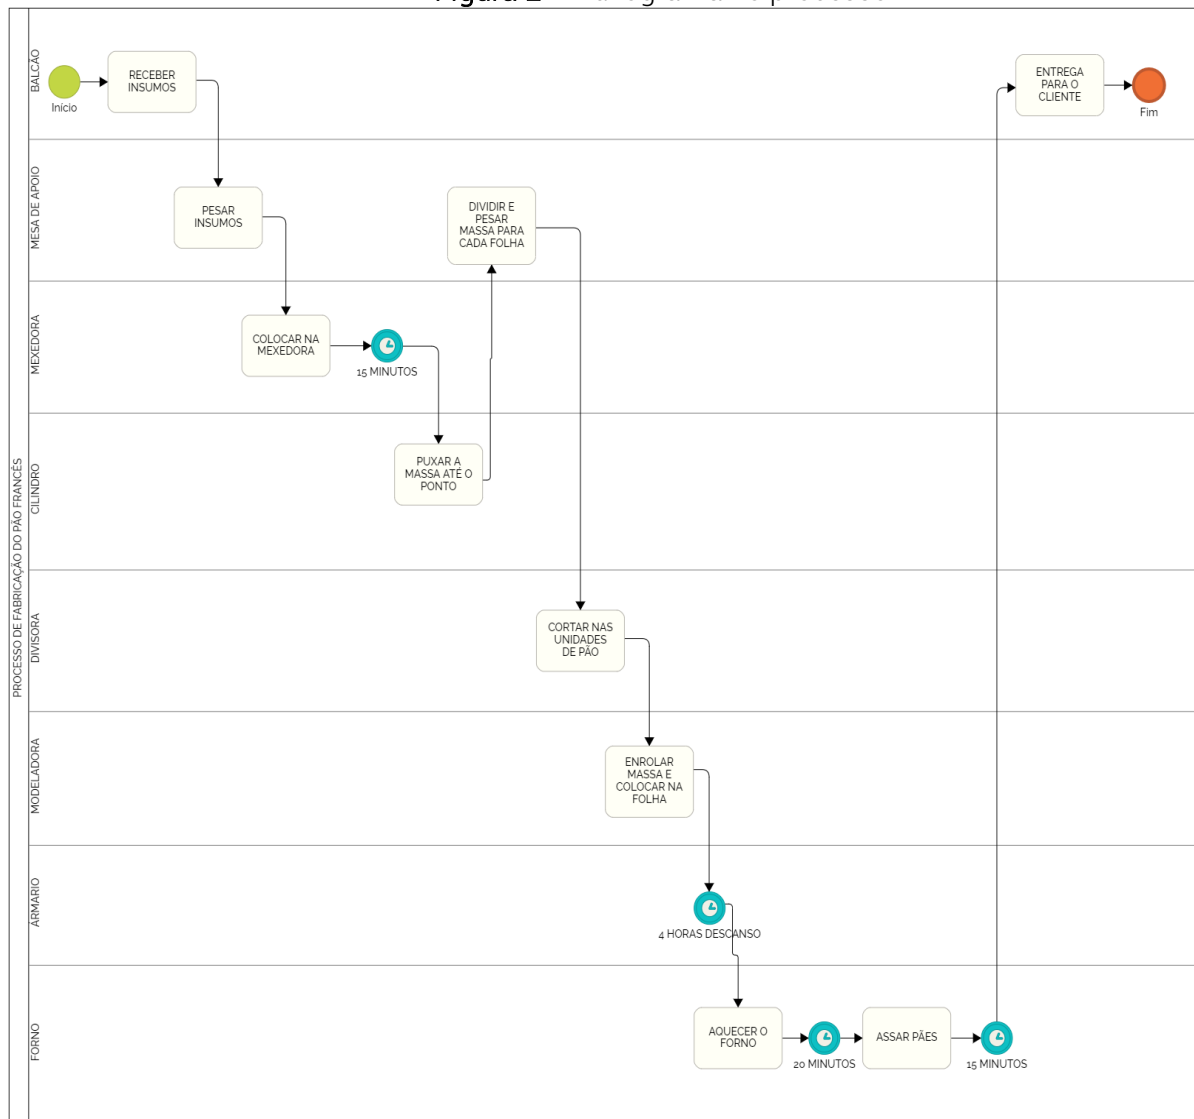 PROCESSO DE FABRICAÇÃO DO PÃO FRANCÊS
BALCÃO
Início
RECEBER
INSUMOS
ENTREGA
PARA O
CLIENTE
Fim
MESA DE APOIO
PESAR
INSUMOS
DIVIDIR E
PESAR
MASSA PARA
CADA FOLHA
MEXEDORA
COLOCAR NA
MEXEDORA
15 MINUTOS
CILINDRO
PUXAR A
MASSA ATÉ O
PONTO
DIVISORA
CORTAR NAS
UNIDADES
DE PÃO
MODELADORA
ENROLAR
MASSA E
COLOCAR NA
FOLHA
ARMARIO
4 HORAS DESCANSO
FORNO
AQUECER O
FORNO
20 MINUTOS
ASSAR PÃES
15 MINUTOS